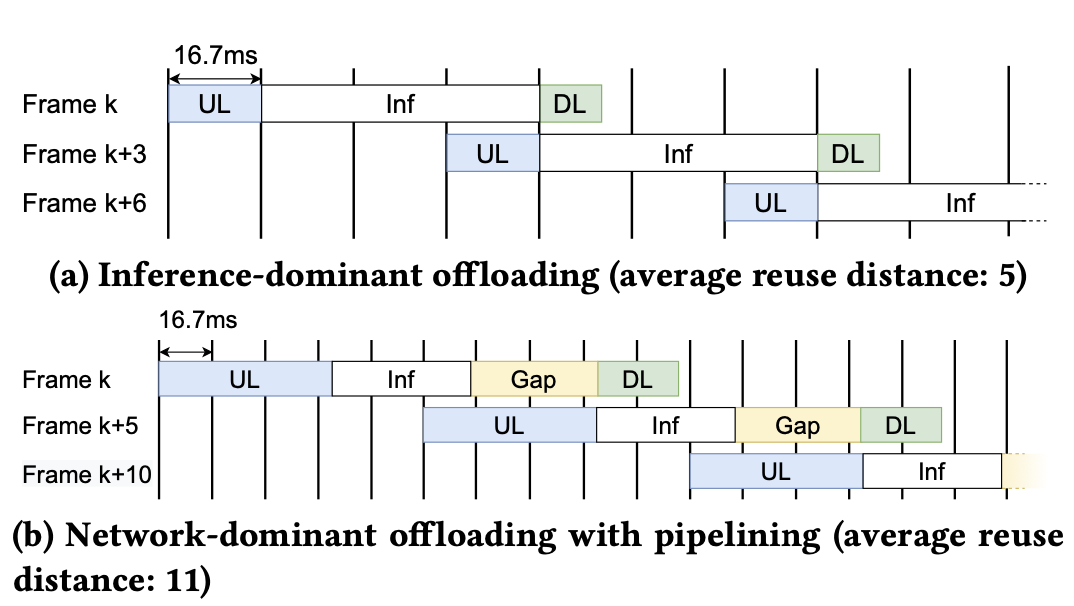 16.7ms
Frame k UL Inf DL
Frame k+3 UL Inf DL
Frame k+6 UL Inf
(a) Inference-dominant offloading (average reuse distance: 5)
16.7ms
Frame k UL Inf Gap DL
Frame k+5 UL Inf Gap DL
Frame k+10 UL Inf
(b) Network-dominant offloading with pipelining (average reuse
distance: 11)